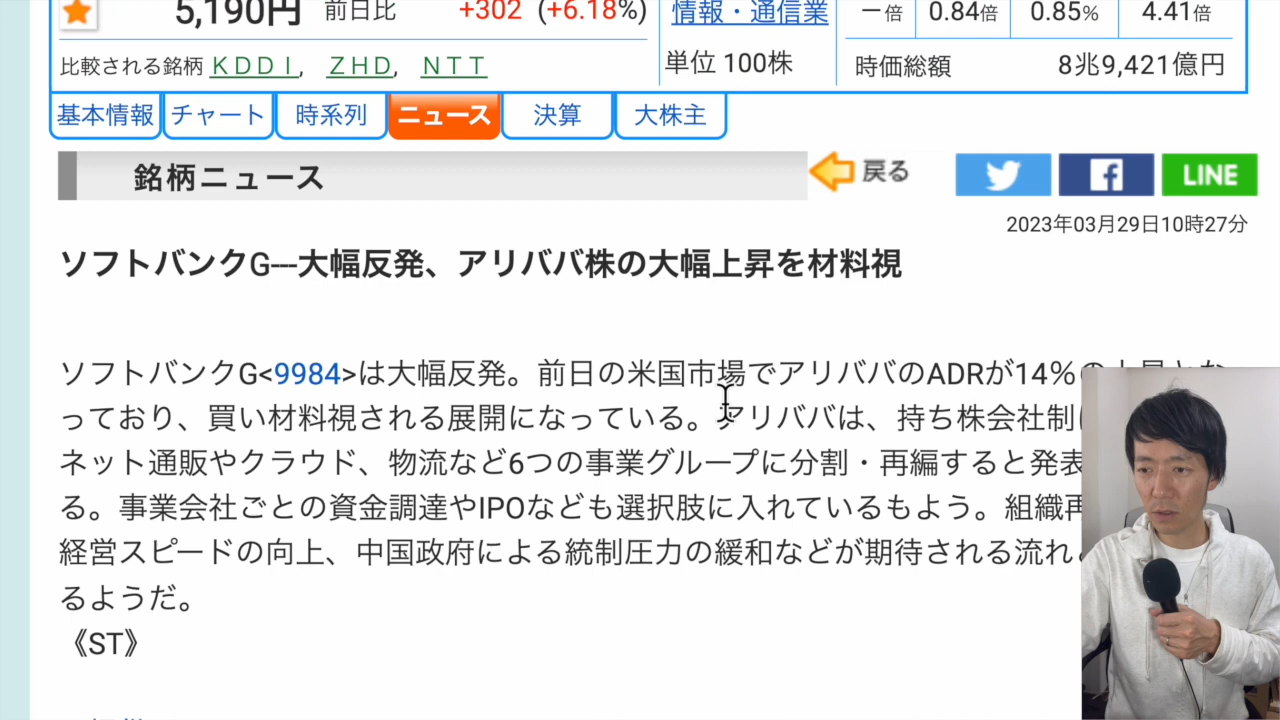 5,190円 前日比 +302 (+6.18%) 情報・通信業 ー倍 0.84倍 0.85% 4.41倍
比較される銘柄 KDDI, ZHD, NTT 単位 100株 時価総額 8兆9,421億円
基本情報 チャート 時系列 ニュース 決算 大株主
銘柄ニュース 戻る LINE
2023年03月29日10時27分
ソフトバンクG---大幅反発、アリババ株の大幅上昇を材料視
ソフトバンクG<9984>は大幅反発。前日の米国市場でアリババのADRが14%の
っており、買い材料視される展開になっている。アリババは、持ち株会社制
ネット通販やクラウド、物流など6つの事業グループに分割・再編すると発表
る。事業会社ごとの資金調達やIPOなども選択肢に入れているもよう。組織再
経営スピードの向上、中国政府による統制圧力の緩和などが期待される流れ
るようだ。
《ST》